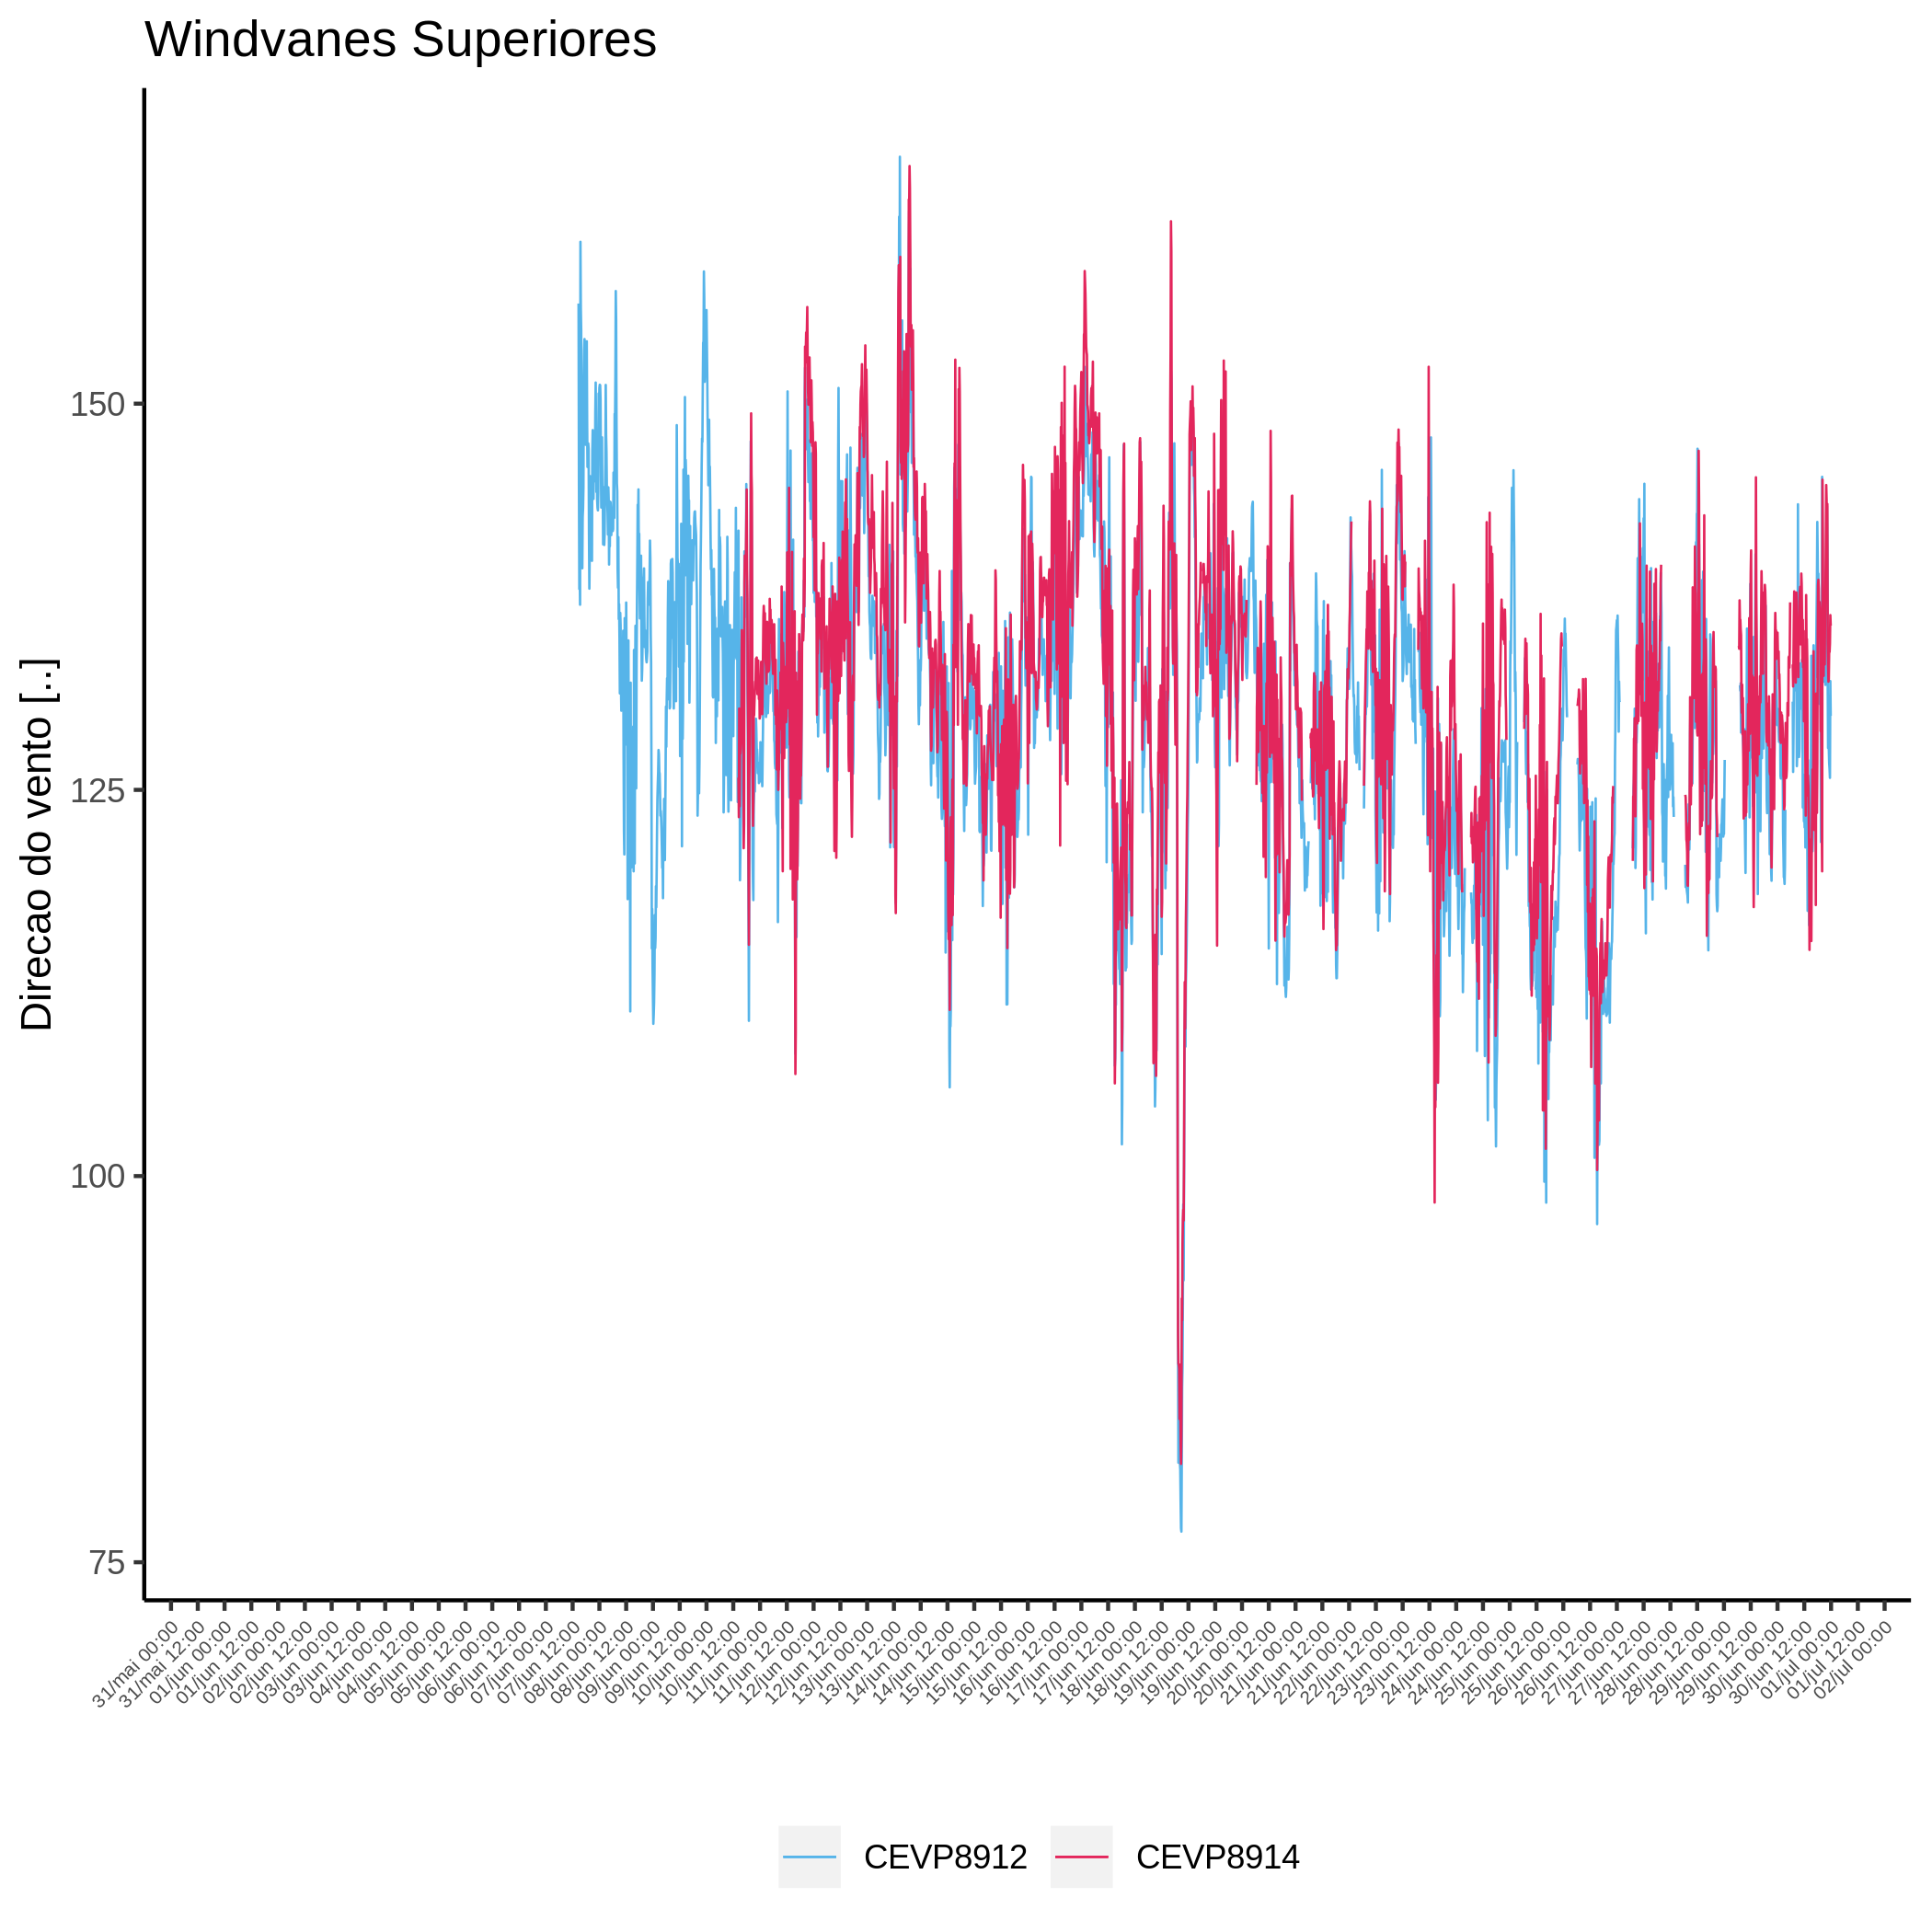 Windvanes Superiores
Direcao do vento [..]
150
125
100
75
31/mai 00:00
31/mai 12:00
01/jun 00:00
01/jun 12:00
02/jun 00:00
02/jun 12:00
03/jun 00:00
03/jun 12:00
04/jun 00:00
04/jun 12:00
05/jun 00:00
05/jun 12:00
06/jun 00:00
06/jun 12:00
07/jun 00:00
07/jun 12:00
08/jun 00:00
08/jun 12:00
09/jun 00:00
09/jun 12:00
10/jun 00:00
10/jun 12:00
11/jun 00:00
11/jun 12:00
12/jun 00:00
12/jun 12:00
13/jun 00:00
13/jun 12:00
14/jun 00:00
14/jun 12:00
15/jun 00:00
15/jun 12:00
16/jun 00:00
16/jun 12:00
17/jun 00:00
17/jun 12:00
18/jun 00:00
18/jun 12:00
19/jun 00:00
19/jun 12:00
20/jun 00:00
20/jun 12:00
21/jun 00:00
21/jun 12:00
22/jun 00:00
22/jun 12:00
23/jun 00:00
23/jun 12:00
24/jun 00:00
24/jun 12:00
25/jun 00:00
25/jun 12:00
26/jun 00:00
26/jun 12:00
27/jun 00:00
27/jun 12:00
28/jun 00:00
28/jun 12:00
29/jun 00:00
29/jun 12:00
30/jun 00:00
30/jun 12:00
01/jul 00:00
01/jul 12:00
02/jul 00:00
CEVP8912
CEVP8914